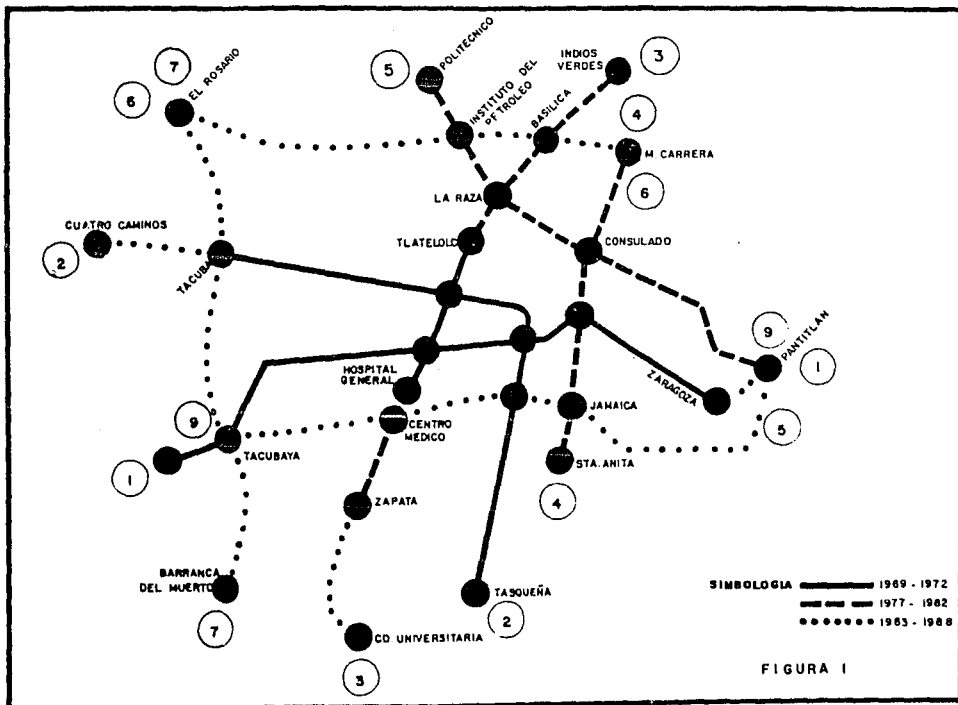 POLITECNICO
5
INDIOS
VERDES
3
7
6
EL ROSARIO
INSTITUTO DEL
PETROLEO
BASILICA
4
M. CARRERA
6
LA RAZA
CUATRO CAMINOS
2
TACUBA
TLATELOLC
CONSULADO
9
PANTITLAN
1
HOSPITAL
GENERAL
ZARAGOZA
5
9
CENTRO
MEDICO
JAMAICA
1
TACUBAYA
STA. ANITA
4
ZAPATA
BARRANCA
DEL MUERTO
7
TASQUEÑA
2
CD. UNIVERSITARIA
3
SIMBOLOGIA
1969 - 1972
1977 - 1982
1983 - 1988
FIGURA 1